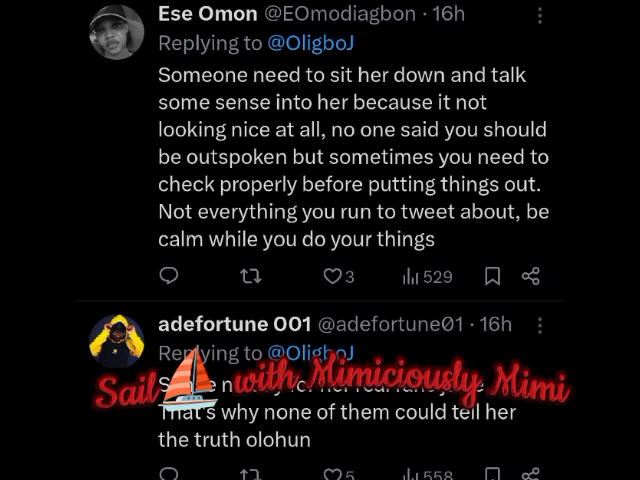 Ese Omon @EOmodiagbon · 16h
Replying to @OligboJ
Someone need to sit her down and talk
some sense into her because it not
looking nice at all, no one said you should
be outspoken but sometimes you need to
check properly before putting things out.
Not everything you run to tweet about, be
calm while you do your things
3 529
adefortune 001 @adefortune01 · 16h
Replying to @OligboJ
Sail with Mimiciously Mimi
That's why none of them could tell her
the truth olohun
5 558